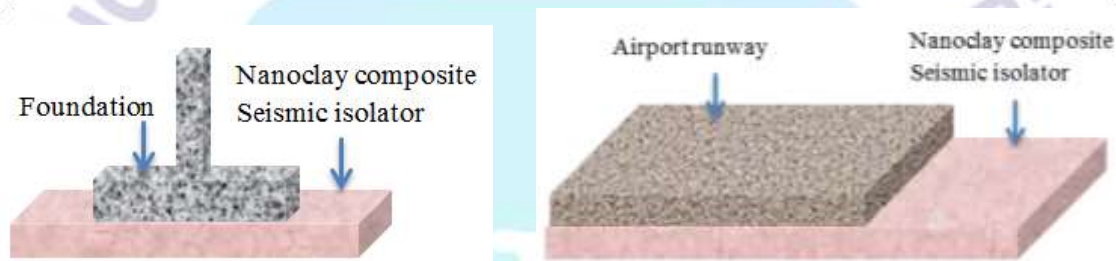 Foundation
Nanoclay composite
Seismic isolator
Airport runway
Nanoclay composite
Seismic isolator